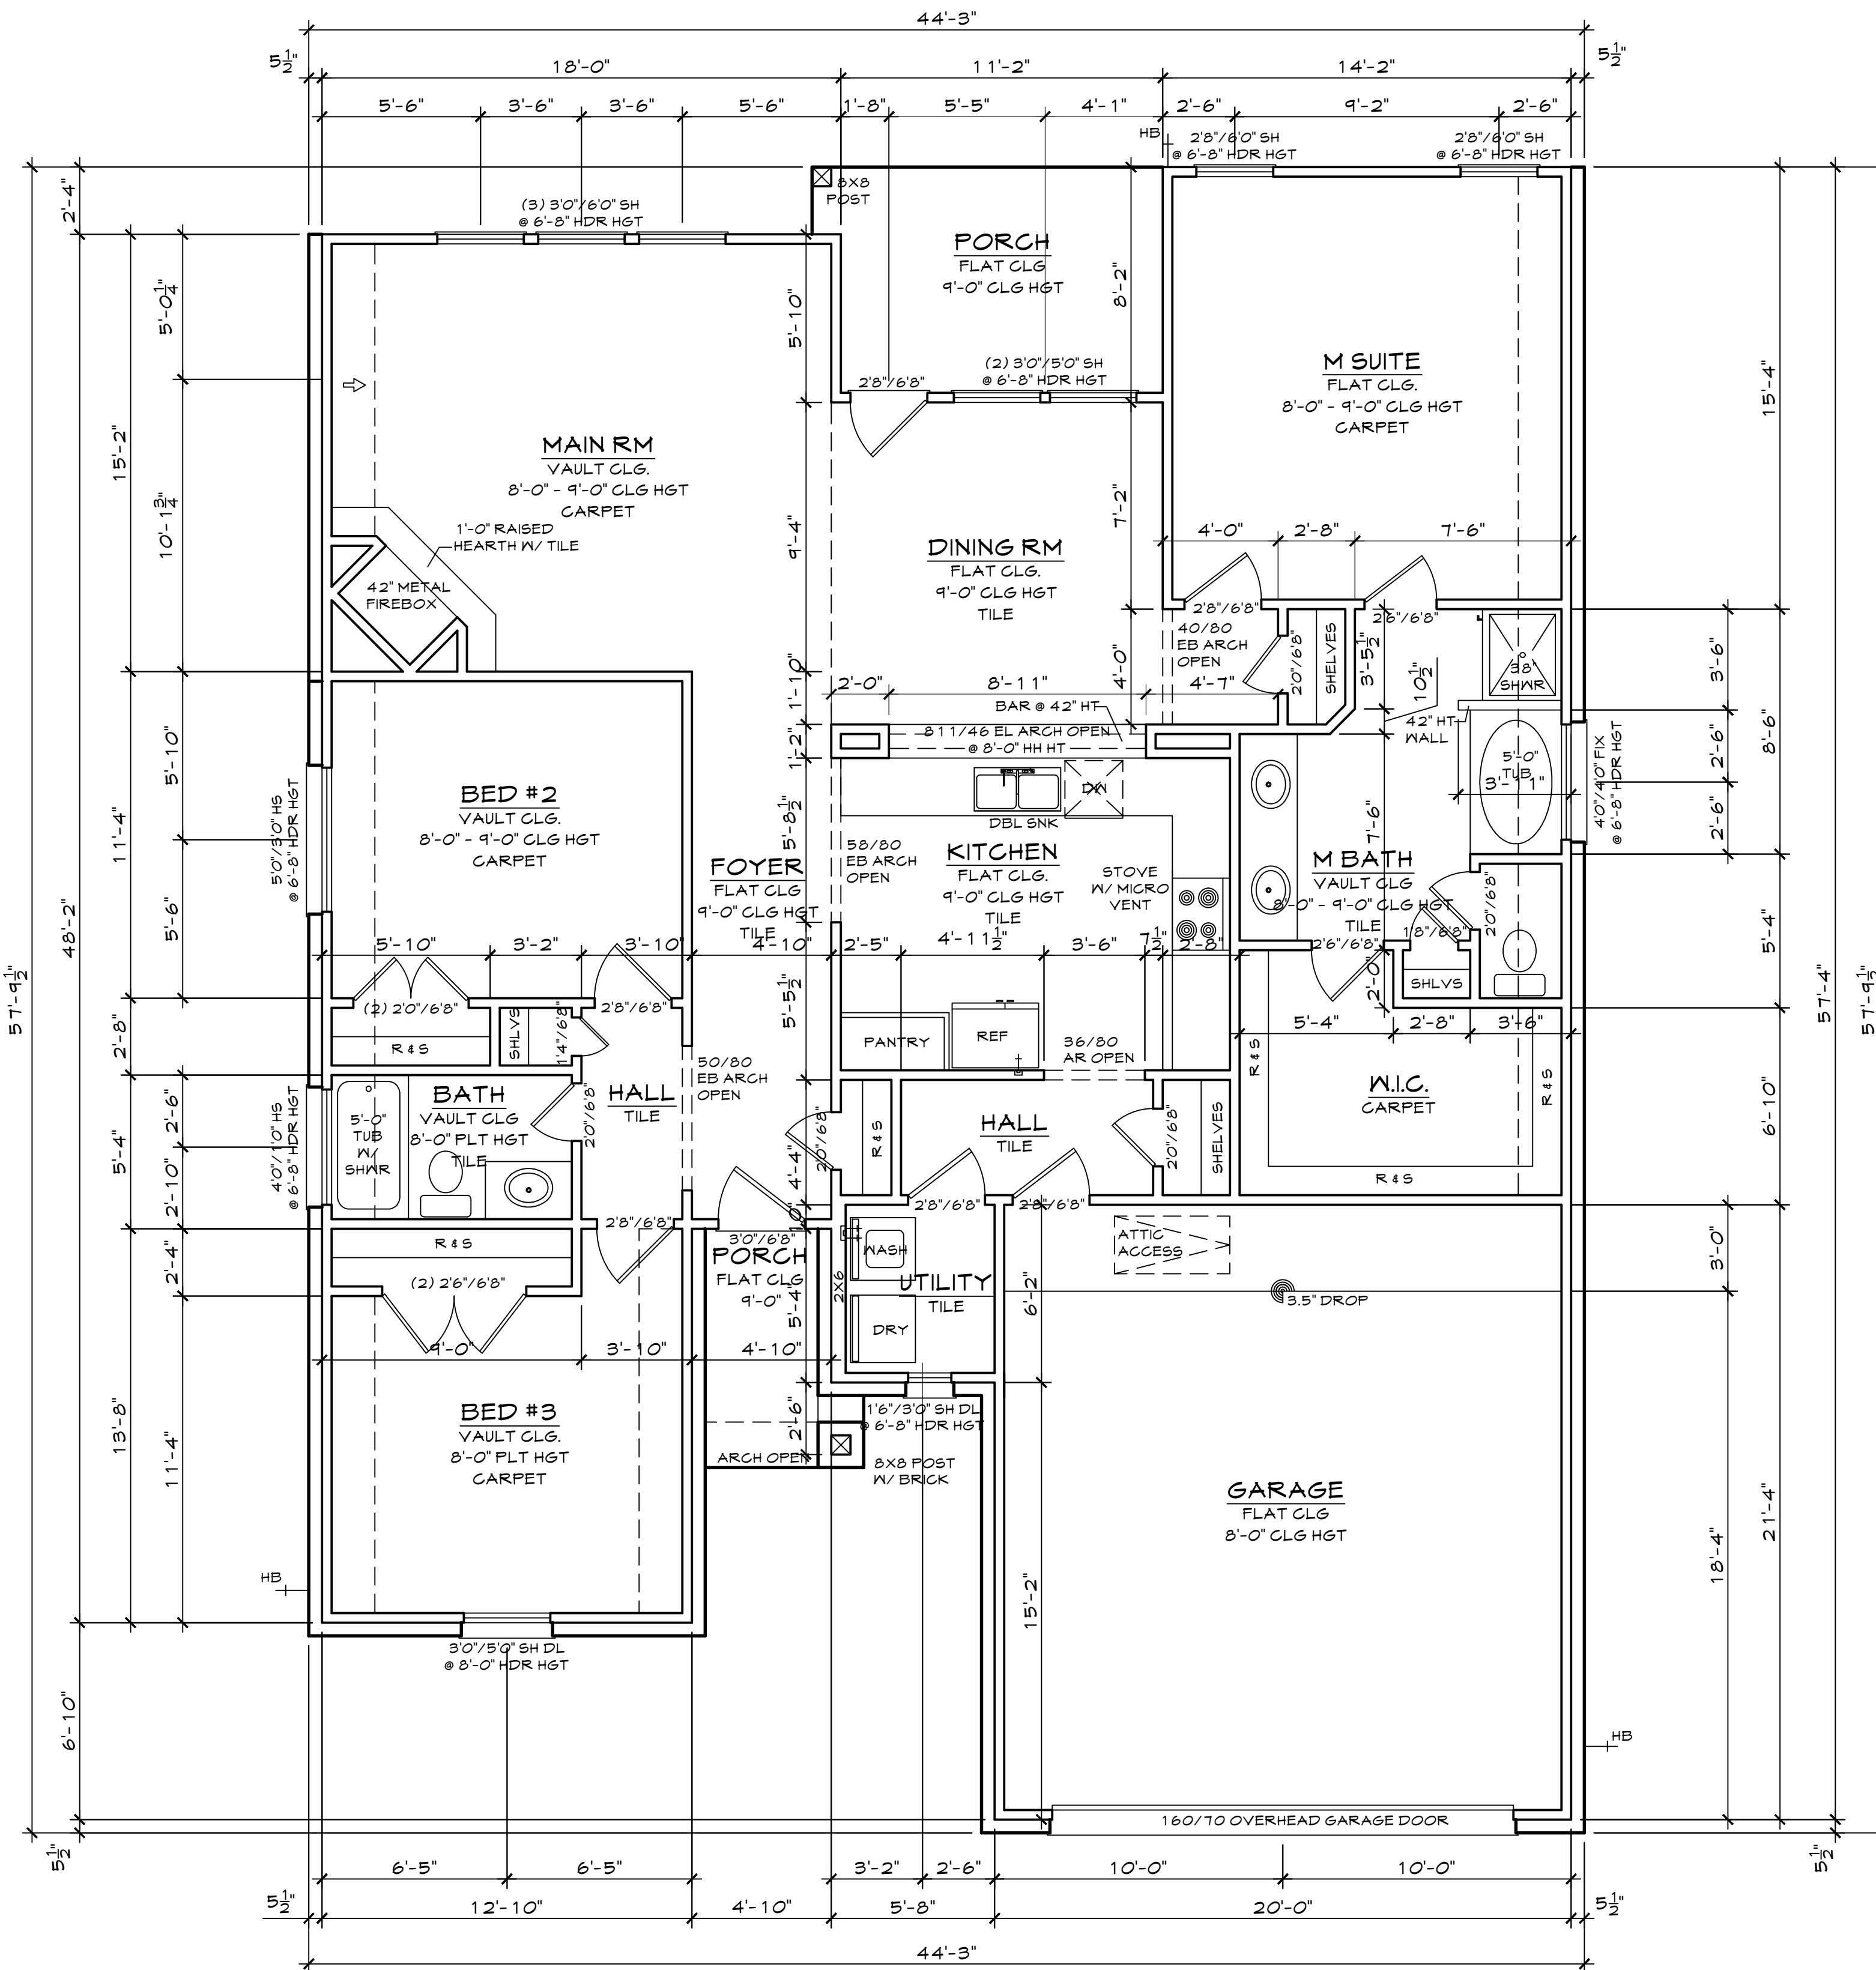 44'-3"
5 1/2"
18'-0"
11'-2"
14'-2"
5 1/2"
5'-6"
3'-6"
3'-6"
5'-6"
1'-8"
5'-5"
4'-1"
2'-6"
9'-2"
2'-6"
HB
2'8"/6'0" SH
@ 6'-8" HDR HGT
2'8"/6'0" SH
@ 6'-8" HDR HGT
2'-4"
(3) 3'0"/6'0" SH
@ 6'-8" HDR HGT
8X8
POST
PORCH
FLAT CLG
9'-0" CLG HGT
8'-2"
5'-0 1/4"
5'-10"
(2) 3'0"/5'0" SH
@ 6'-8" HDR HGT
2'8"/6'8"
M SUITE
FLAT CLG.
8'-0" - 9'-0" CLG HGT
CARPET
15'-4"
15'-2"
MAIN RM
VAULT CLG.
8'-0" - 9'-0" CLG HGT
CARPET
10'-1 3/4"
1'-0" RAISED
HEARTH W/ TILE
42" METAL
FIREBOX
9'-4"
7'-2"
DINING RM
FLAT CLG.
9'-0" CLG HGT
TILE
4'-0"
2'-8"
7'-6"
2'8"/6'8"
2'6"/6'8"
40/80
EB ARCH
OPEN
2'0"/6'8"
SHELVES
3'-5 1/2"
10 1/2"
38"
SHWR
3'-6"
1'-10"
4'-0"
2'-0"
8'-11"
4'-7"
BAR @ 42" HT
811/46 EL ARCH OPEN
@ 8'-0" HH HT
42" HT
WALL
1'-2"
5'-0"
TUB
3'-11"
4'0"/4'0" FIX
@ 6'-8" HDR HGT
2'-6"
2'-6"
8'-6"
5'-10"
5'0"/3'0" HS
@ 6'-8" HDR HGT
11'-4"
5'-6"
BED #2
VAULT CLG.
8'-0" - 9'-0" CLG HGT
CARPET
DW
DBL SNK
5'-8 1/2"
58/80
EB ARCH
OPEN
FOYER
FLAT CLG
9'-0" CLG HGT
TILE
KITCHEN
FLAT CLG.
9'-0" CLG HGT
TILE
STOVE
W/ MICRO
VENT
7'-6"
M BATH
VAULT CLG
8'-0" - 9'-0" CLG HGT
TILE
2'0"/6'8"
1'8"/6'8"
2'6"/6'8"
5'-4"
48'-2"
57'-9 1/2"
57'-4"
57'-9 1/2"
5'-10"
3'-2"
3'-10"
4'-10"
2'-5"
4'-11 1/2"
3'-6"
7 1/2"
2'-8"
2'-0"
SHLVS
(2) 2'0"/6'8"
2'8"/6'8"
5'-5 1/2"
2'-8"
R & S
SHLVS
1'4"/6'8"
PANTRY
REF
36/80
AR OPEN
5'-4"
2'-8"
3'-6"
R & S
R & S
50/80
EB ARCH
OPEN
W.I.C.
CARPET
6'-10"
R & S
2'-6"
5'-4"
2'-10"
4'0"/1'0" HS
@ 6'-8" HDR HGT
5'-0"
TUB
W/
SHWR
BATH
VAULT CLG
8'-0" PLT HGT
TILE
2'0"/6'8"
HALL
TILE
2'0"/6'8"
R & S
HALL
TILE
2'0"/6'8"
SHELVES
4'-4"
1'0"
2'8"/6'8"
3'0"/6'8"
2'8"/6'8"
2'8"/6'8"
2'-4"
R & S
(2) 2'6"/6'8"
PORCH
FLAT CLG
9'-0"
5'-4"
2X6
WASH
UTILITY
TILE
DRY
6'-2"
ATTIC
ACCESS
3.5" DROP
3'-0"
9'-0"
3'-10"
4'-10"
13'-8"
11'-4"
BED #3
VAULT CLG.
8'-0" PLT HGT
CARPET
2'-6"
ARCH OPEN
1'6"/3'0" SH DL
@ 6'-8" HDR HGT
8X8 POST
W/ BRICK
GARAGE
FLAT CLG
8'-0" CLG HGT
15'-2"
18'-4"
21'-4"
HB
3'0"/5'0" SH DL
@ 8'-0" HDR HGT
6'-10"
HB
160/70 OVERHEAD GARAGE DOOR
5 1/2"
5 1/2"
6'-5"
6'-5"
3'-2"
2'-6"
10'-0"
10'-0"
5 1/2"
12'-10"
4'-10"
5'-8"
20'-0"
5 1/2"
44'-3"